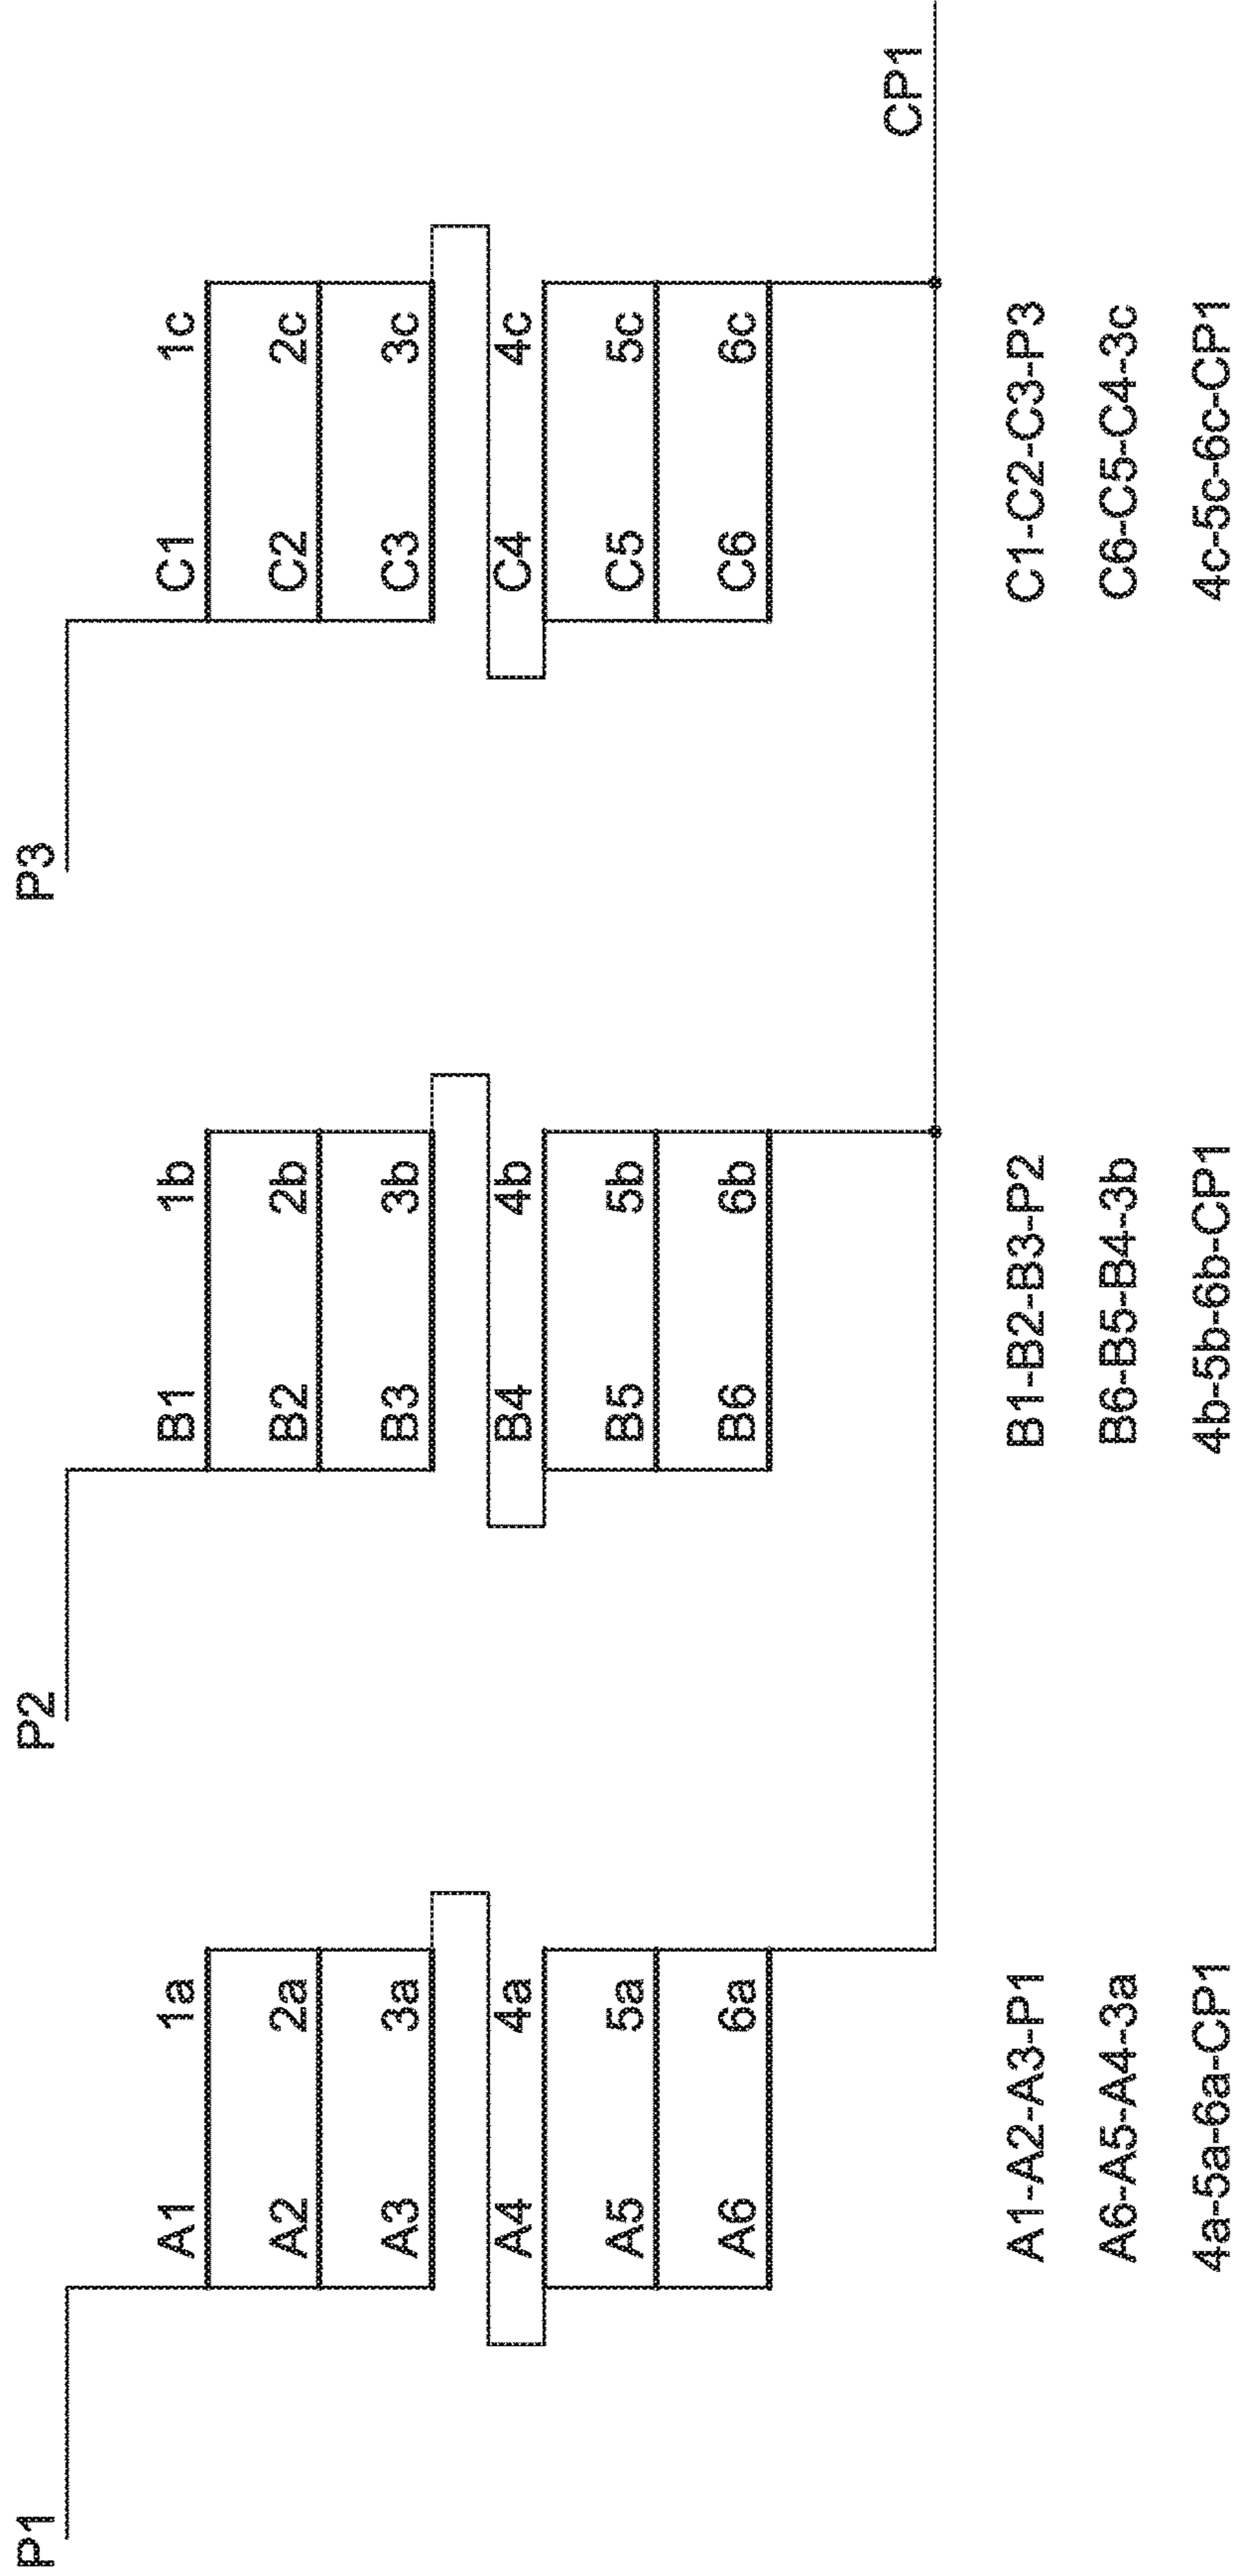 P1
P2
P3
A1 1a
B1 1b
C1 1c
A2 2a
B2 2b
C2 2c
A3 3a
B3 3b
C3 3c
A4 4a
B4 4b
C4 4c
A5 5a
B5 5b
C5 5c
A6 6a
B6 6b
C6 6c
CP1
A1-A2-A3-P1
B1-B2-B3-P2
C1-C2-C3-P3
A6-A5-A4-3a
B6-B5-B4-3b
C6-C5-C4-3c
4a-5a-6a-CP1
4b-5b-6b-CP1
4c-5c-6c-CP1